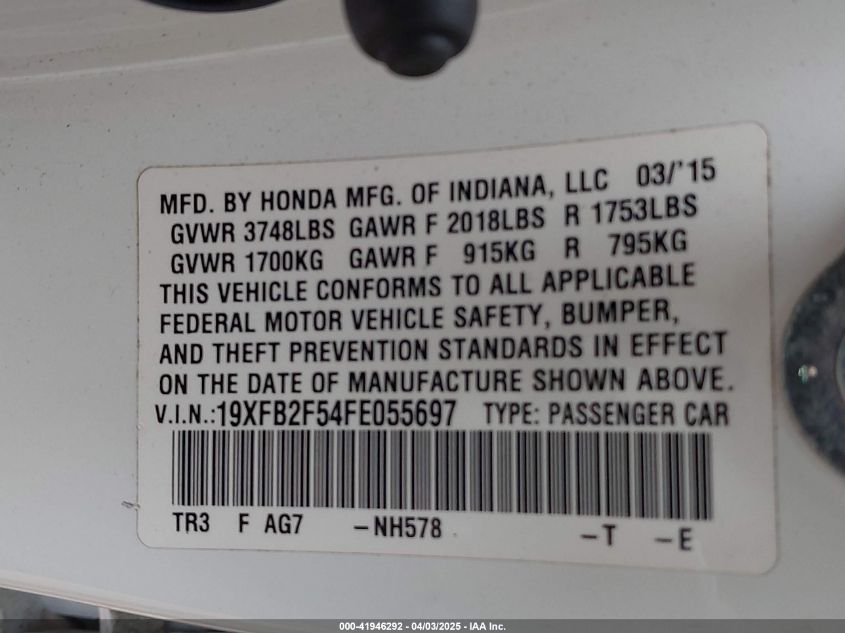 MFD. BY HONDA MFG. OF INDIANA, LLC 03/'15
GVWR 3748LBS GAWR F 2018LBS R 1753LBS
GVWR 1700KG GAWR F 915KG R 795KG
THIS VEHICLE CONFORMS TO ALL APPLICABLE
FEDERAL MOTOR VEHICLE SAFETY, BUMPER,
AND THEFT PREVENTION STANDARDS IN EFFECT
ON THE DATE OF MANUFACTURE SHOWN ABOVE.
V.I.N.:19XFB2F54FE055697 TYPE: PASSENGER CAR
TR3 F AG7 -NH578 -T -E
000-41946292 - 04/03/2025 - IAA Inc.